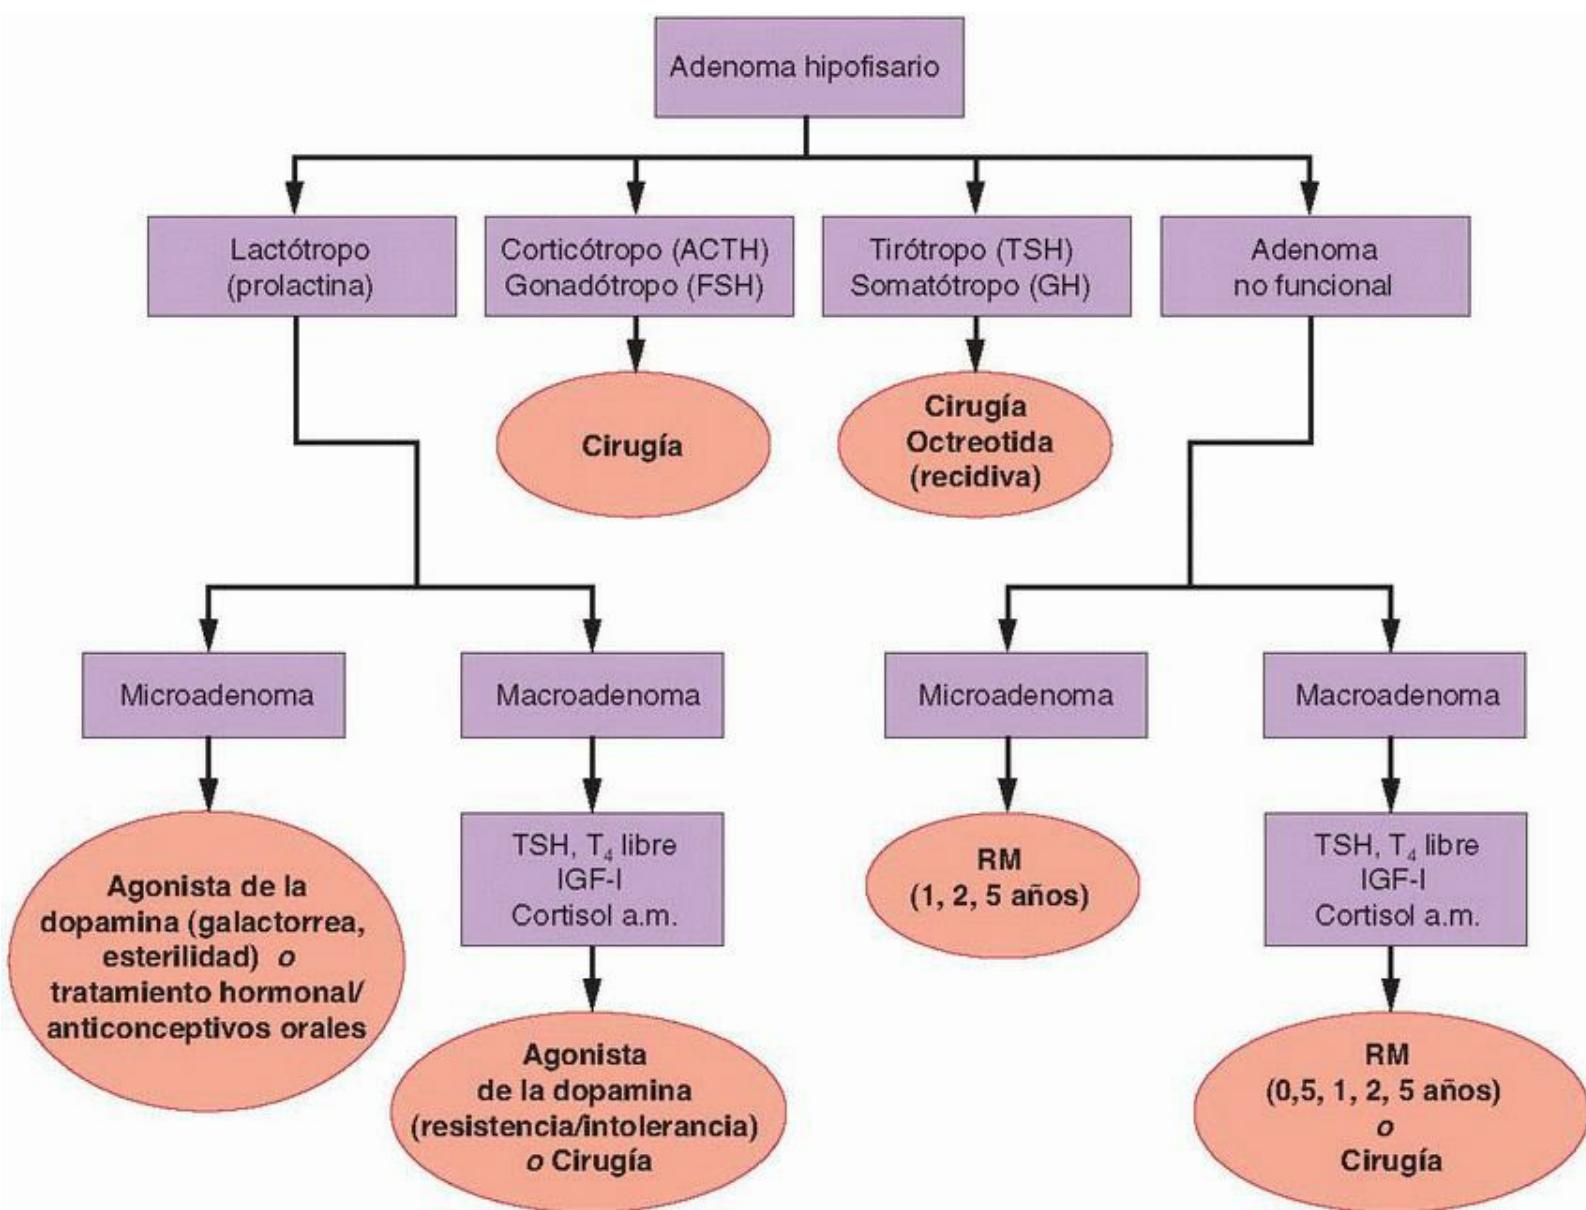 Adenoma hipofisario
Lactótropo
(prolactina)
Corticótropo (ACTH)
Gonadótropo (FSH)
Tirótropo (TSH)
Somatótropo (GH)
Adenoma
no funcional
Cirugía
Cirugía
Octreotida
(recidiva)
Microadenoma
Macroadenoma
Microadenoma
Macroadenoma
Agonista de la
dopamina (galactorrea,
esterilidad) o
tratamiento hormonal/
anticonceptivos orales
TSH, T₄ libre
IGF-I
Cortisol a.m.
RM
(1, 2, 5 años)
TSH, T₄ libre
IGF-I
Cortisol a.m.
Agonista
de la dopamina
(resistencia/intolerancia)
o Cirugía
RM
(0,5, 1, 2, 5 años)
o
Cirugía